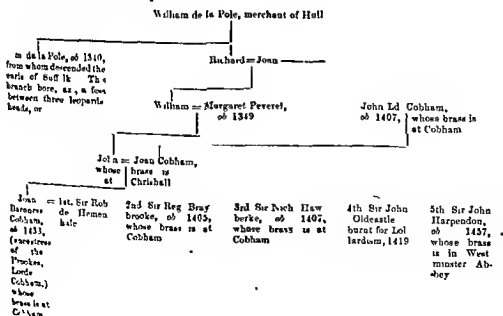 William de la Pole, merchant of Hull
m de la Pole, ob 1340,
from whom descended the
earls of Suff lk The
branch bore, az , a fess
between three leopards
heads, or
Richard = Joan
William = Margaret Peverel,
ob 1349
John Ld Cobham,
ob 1407, whose brass is
at Cobham
John = Joan Cobham,
whose brass is
at Chrishall
Joan
Baroness
Cobham,
ob 1433,
(ancestress
of the
Brookes,
Lords
Cobham,)
whose
brass is at
Cobham
= 1st. Sir Rob
de Hemen
hale
2nd Sir Reg Bray
brooke, ob 1405,
whose brass is at
Cobham
3rd Sir Nich Haw
berke, ob 1407,
whose brass is at
Cobham
4th Sir John
Oldcastle
burnt for Lol
lardism, 1419
5th Sir John
Harpendon,
ob 1457,
whose brass
is in West
minster Ab-
bey